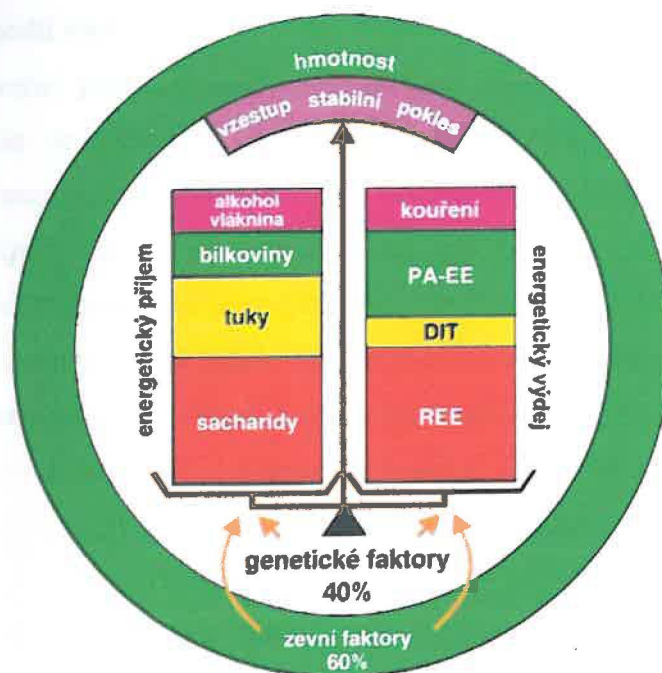 hmotnost
vzestup stabilní pokles
energetický příjem
alkohol
vláknina
bílkoviny
tuky
sacharidy
kouření
PA-EE
DIT
REE
energetický výdej
genetické faktory
40%
zevní faktory
60%